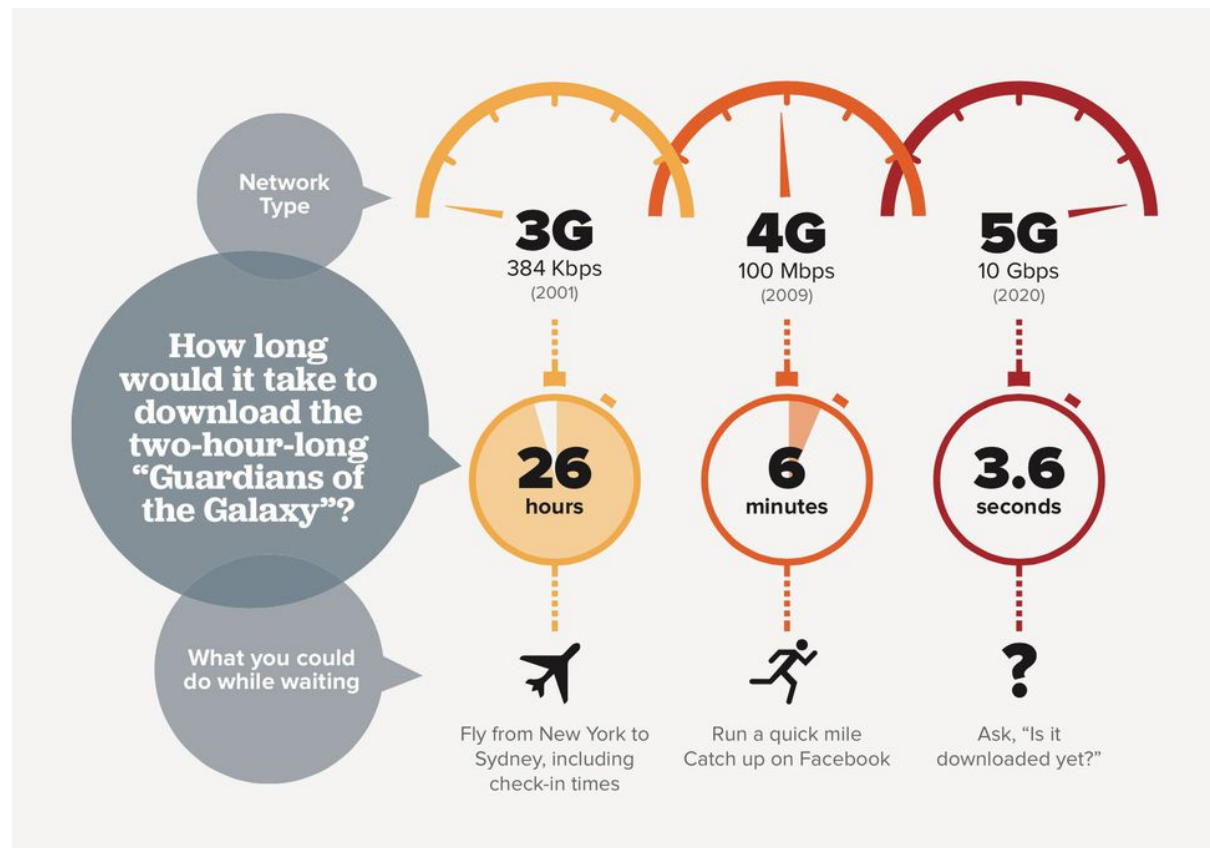 Network
Type
3G
384 Kbps
(2001)
4G
100 Mbps
(2009)
5G
10 Gbps
(2020)
How long
would it take to
download the
two-hour-long
“Guardians of
the Galaxy”?
26
hours
6
minutes
3.6
seconds
What you could
do while waiting
?
Fly from New York to
Sydney, including
check-in times
Run a quick mile
Catch up on Facebook
Ask, “Is it
downloaded yet?”